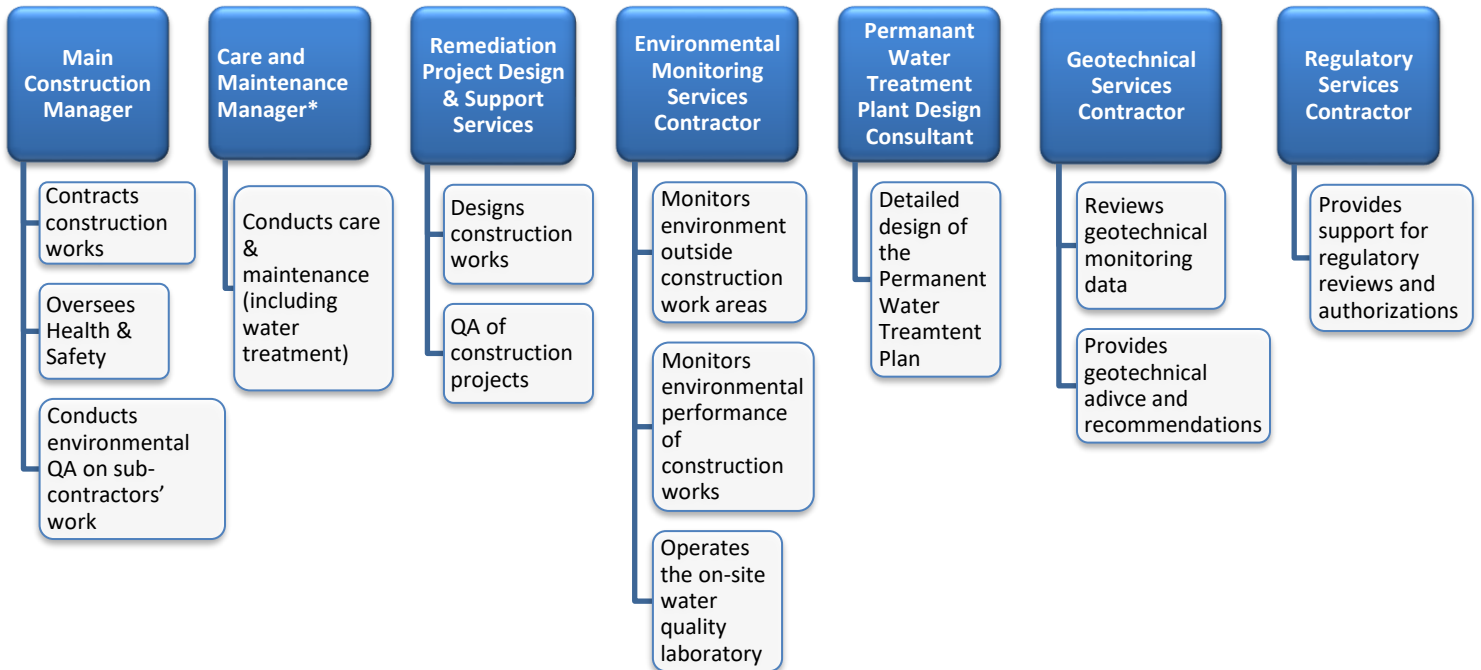 Main
Construction
Manager
Contracts
construction
works
Oversees
Health &
Safety
Conducts
environmental
QA on sub-
contractors’
work
Care and
Maintenance
Manager*
Conducts care
&
maintenance
(including
water
treatment)
Remediation
Project Design
& Support
Services
Designs
construction
works
QA of
construction
projects
Environmental
Monitoring
Services
Contractor
Monitors
environment
outside
construction
work areas
Monitors
environmental
performance
of
construction
works
Operates
the on-site
water
quality
laboratory
Permanant
Water
Treatment
Plant Design
Consultant
Detailed
design of
the
Permanent
Water
Treamtent
Plan
Geotechnical
Services
Contractor
Reviews
geotechnical
monitoring
data
Provides
geotechnical
adivce and
recommendations
Regulatory
Services
Contractor
Provides
support for
regulatory
reviews and
authorizations